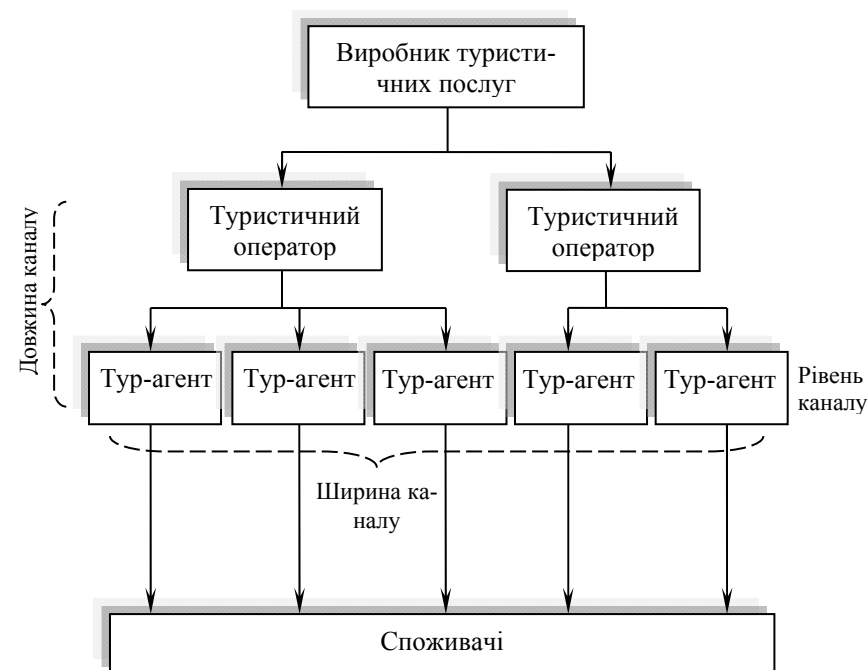 Виробник туристи-
чних послуг
Туристичний
оператор
Туристичний
оператор
Довжина каналу
Тур-агент
Тур-агент
Тур-агент
Тур-агент
Тур-агент
Рівень
каналу
Ширина ка-
налу
Споживачі